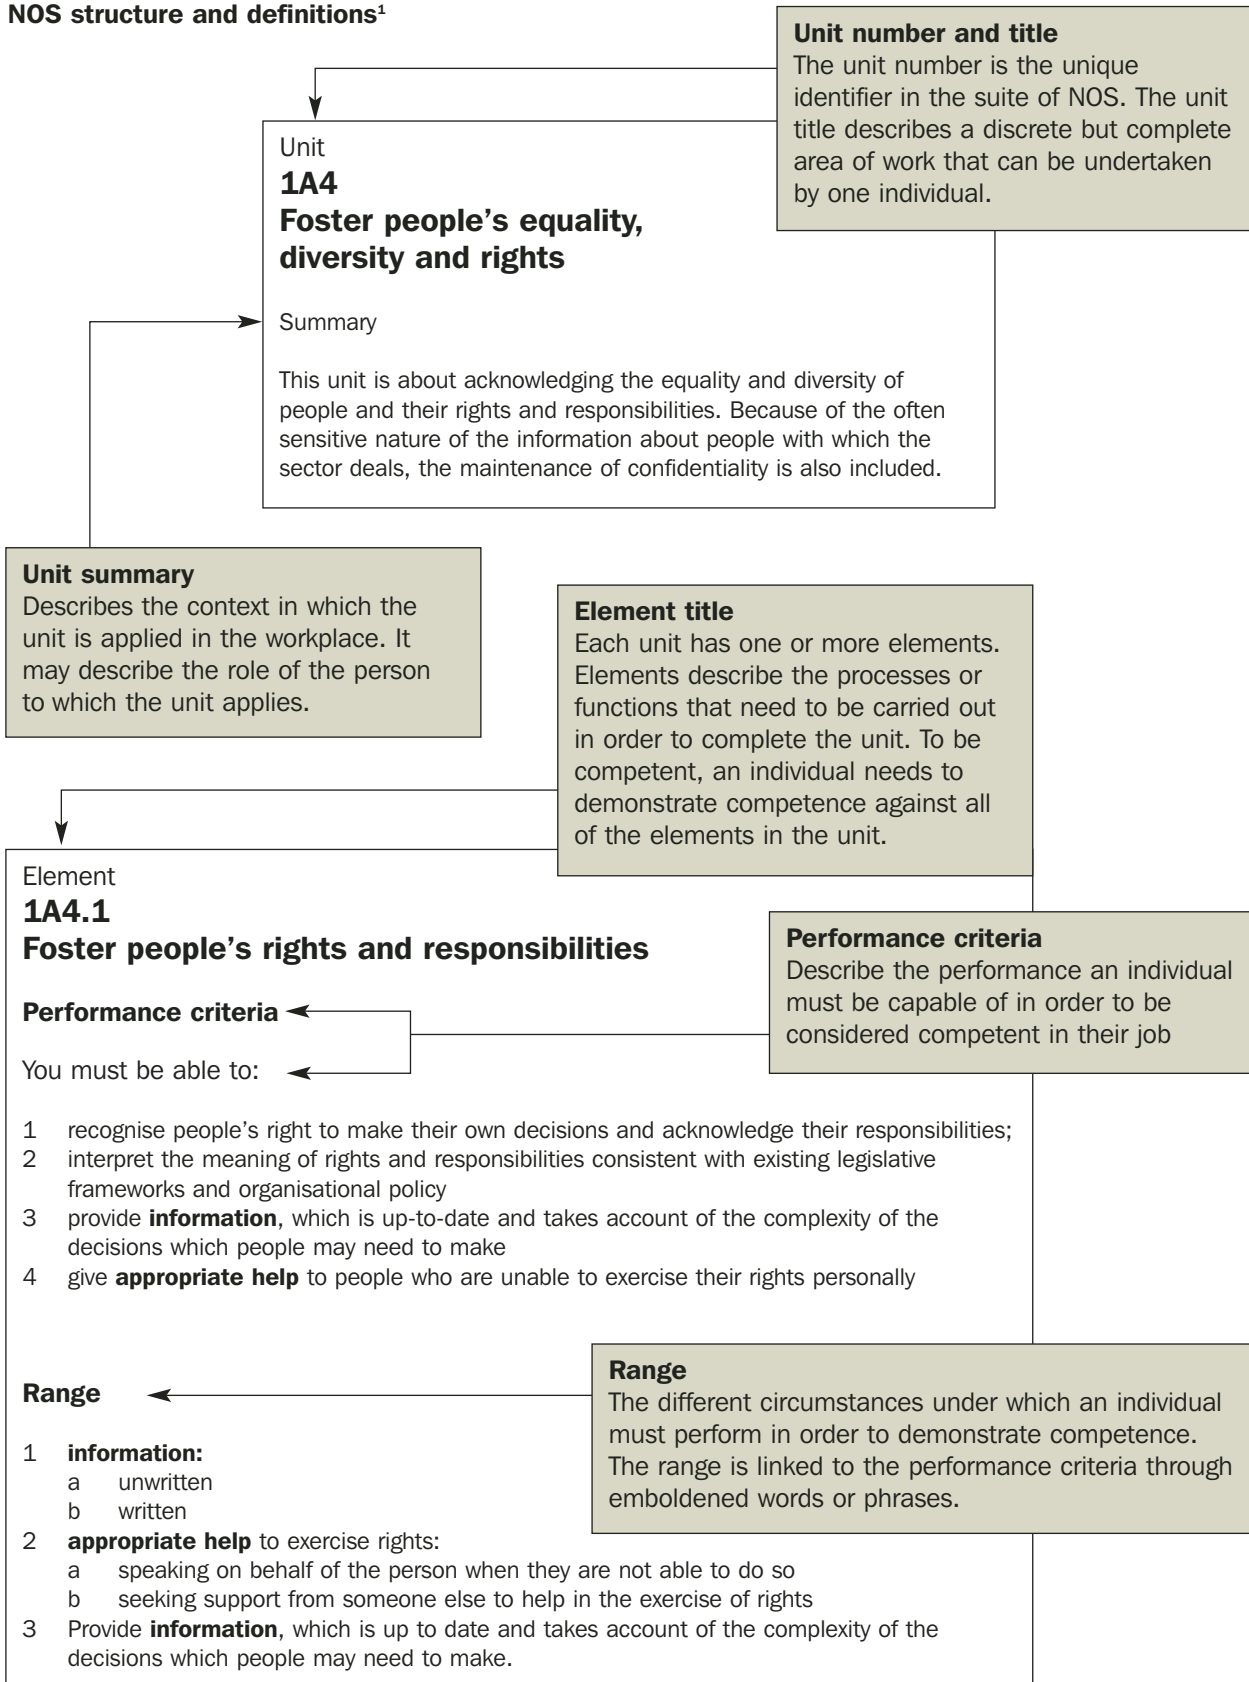 NOS structure and definitions¹
Unit number and title
The unit number is the unique
identifier in the suite of NOS. The unit
title describes a discrete but complete
area of work that can be undertaken
by one individual.
Unit
1A4
Foster people’s equality,
diversity and rights
Summary
This unit is about acknowledging the equality and diversity of
people and their rights and responsibilities. Because of the often
sensitive nature of the information about people with which the
sector deals, the maintenance of confidentiality is also included.
Unit summary
Describes the context in which the
unit is applied in the workplace. It
may describe the role of the person
to which the unit applies.
Element title
Each unit has one or more elements.
Elements describe the processes or
functions that need to be carried out
in order to complete the unit. To be
competent, an individual needs to
demonstrate competence against all
of the elements in the unit.
Element
1A4.1
Foster people’s rights and responsibilities
Performance criteria
Describe the performance an individual
must be capable of in order to be
considered competent in their job
Performance criteria
You must be able to:
1 recognise people’s right to make their own decisions and acknowledge their responsibilities;
2 interpret the meaning of rights and responsibilities consistent with existing legislative
frameworks and organisational policy
3 provide information, which is up-to-date and takes account of the complexity of the
decisions which people may need to make
4 give appropriate help to people who are unable to exercise their rights personally
Range
The different circumstances under which an individual
must perform in order to demonstrate competence.
The range is linked to the performance criteria through
emboldened words or phrases.
Range
1 information:
a unwritten
b written
2 appropriate help to exercise rights:
a speaking on behalf of the person when they are not able to do so
b seeking support from someone else to help in the exercise of rights
3 Provide information, which is up to date and takes account of the complexity of the
decisions which people may need to make.